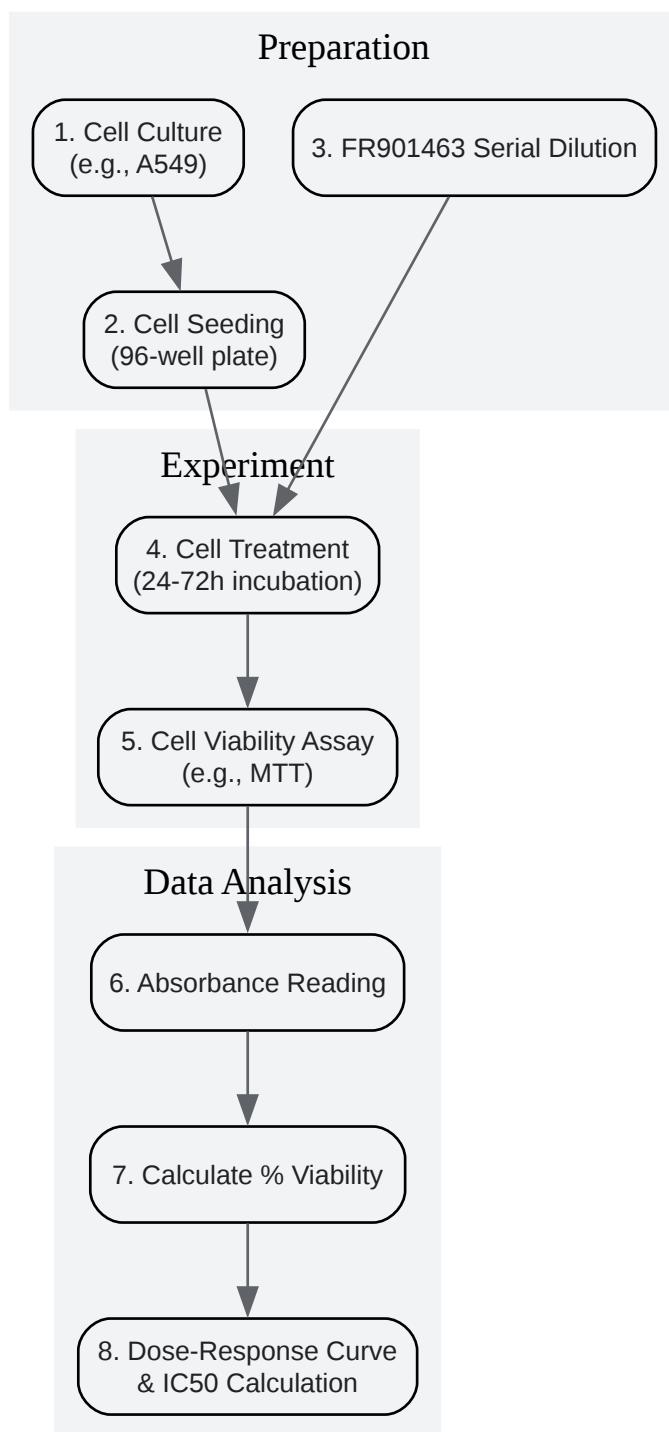 Preparation
1. Cell Culture
(e.g., A549)
3. FR901463 Serial Dilution
2. Cell Seeding
(96-well plate)
Experiment
4. Cell Treatment
(24-72h incubation)
5. Cell Viability Assay
(e.g., MTT)
Data Analysis
6. Absorbance Reading
7. Calculate % Viability
8. Dose-Response Curve
& IC50 Calculation